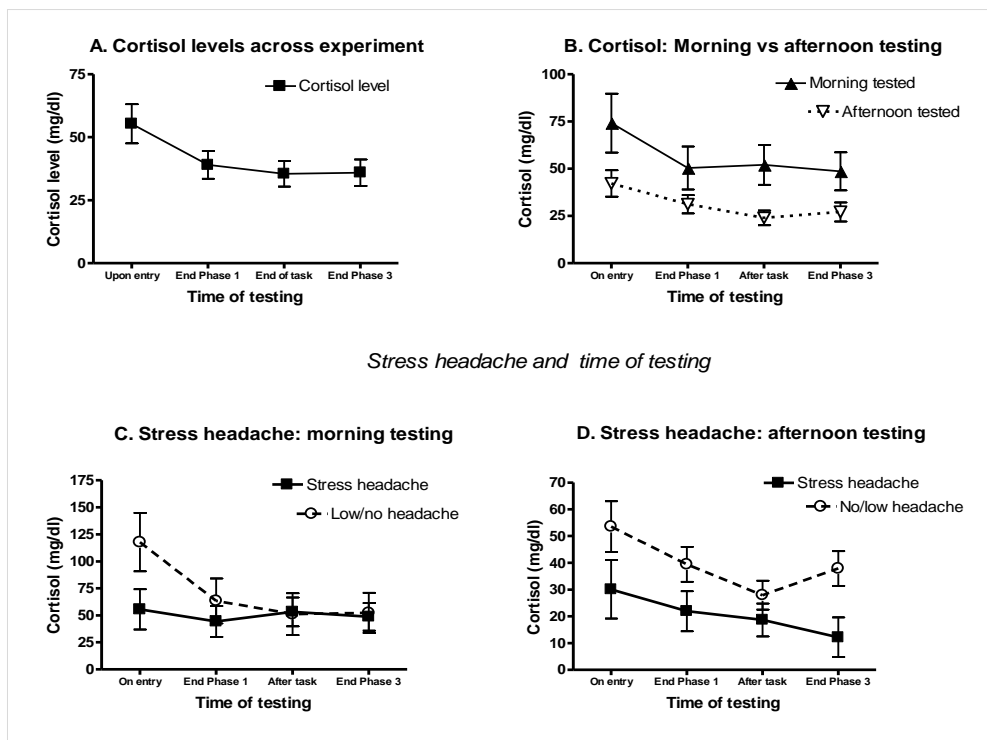 A. Cortisol levels across experiment
75
50
25
0
Cortisol level (mg/dl)
Cortisol level
Upon entry End Phase 1 End of task End Phase 3
Time of testing
B. Cortisol: Morning vs afternoon testing
100
75
50
25
0
Cortisol (mg/dl)
Morning tested
Afternoon tested
On entry End Phase 1 After task End Phase 3
Time of testing
Stress headache and time of testing
C. Stress headache: morning testing
175
150
125
100
75
50
25
0
Cortisol (mg/dl)
Stress headache
Low/no headache
On entry End Phase 1 After task End Phase 3
Time of testing
D. Stress headache: afternoon testing
70
60
50
40
30
20
10
0
Cortisol (mg/dl)
Stress headache
No/low headache
On entry End Phase 1 After task End Phase 3
Time of testing